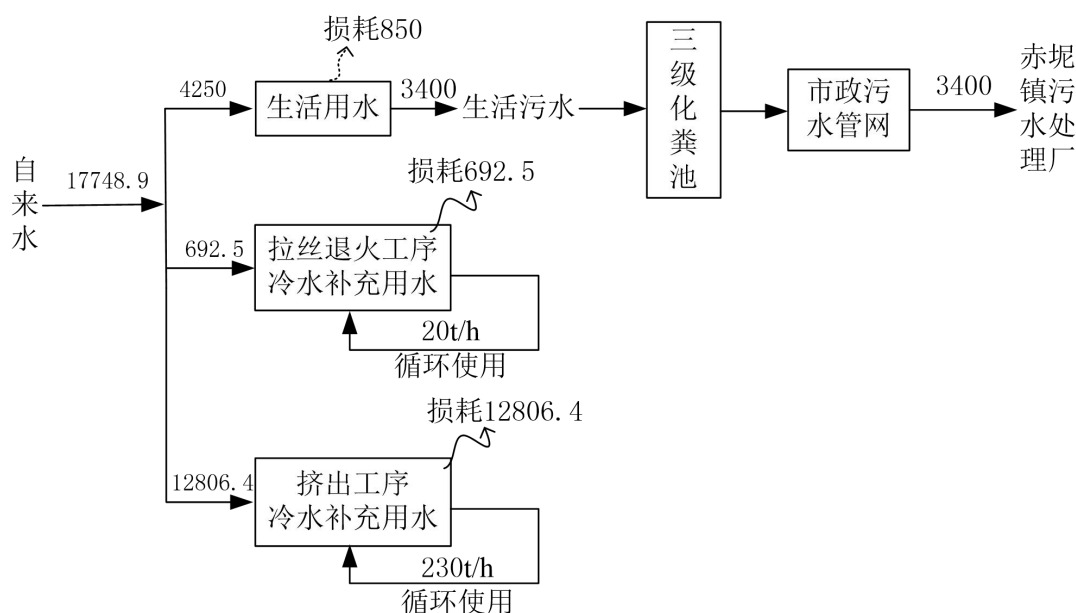 损耗850
4250
生活用水
3400
生活污水
三级化粪池
市政污
水管网
3400
赤坭
镇污
水处
理厂
自来水
17748.9
损耗692.5
692.5
拉丝退火工序
冷水补充用水
20t/h
循环使用
损耗12806.4
12806.4
挤出工序
冷水补充用水
230t/h
循环使用